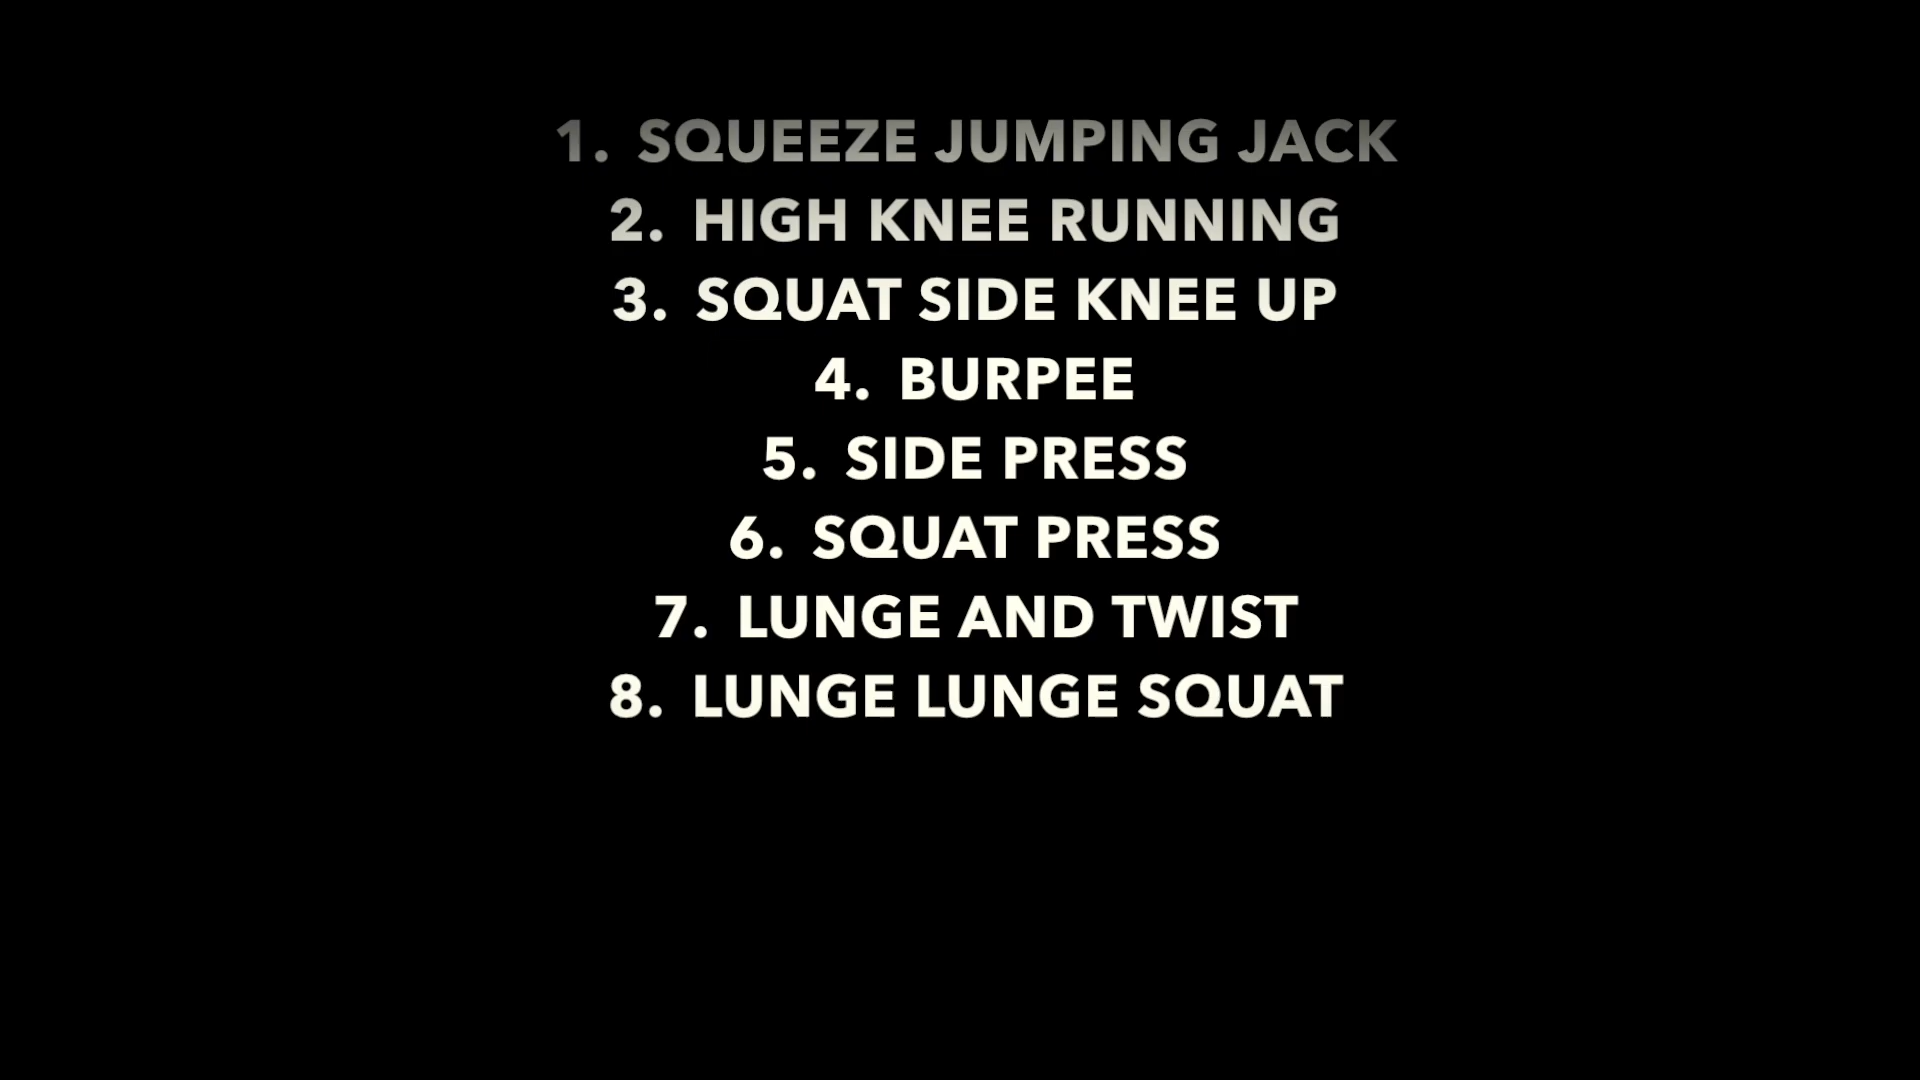 1. SQUEEZE JUMPING JACK
2. HIGH KNEE RUNNING
3. SQUAT SIDE KNEE UP
4. BURPEE
5. SIDE PRESS
6. SQUAT PRESS
7. LUNGE AND TWIST
8. LUNGE LUNGE SQUAT